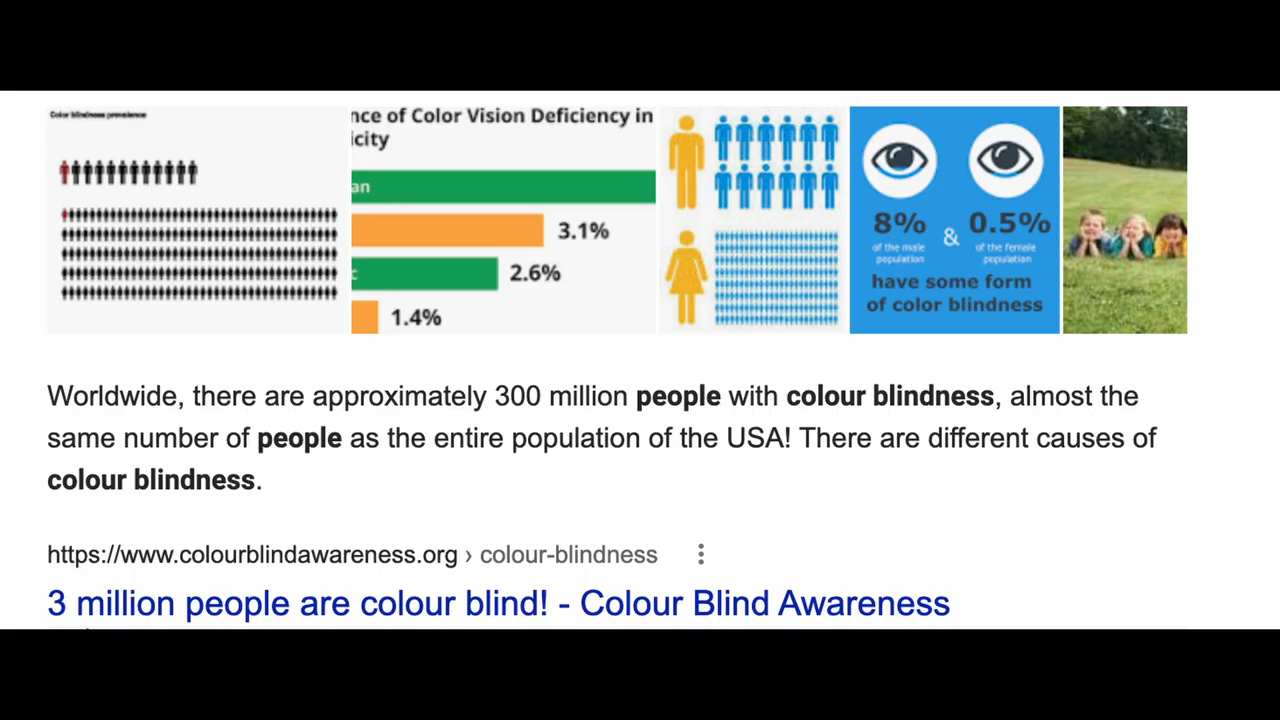 Color blindness prevalence
nce of Color Vision Deficiency in
icity
an
3.1%
c
2.6%
1.4%
8%
of the male
population
&
0.5%
of the female
population
have some form
of color blindness
Worldwide, there are approximately 300 million people with colour blindness, almost the
same number of people as the entire population of the USA! There are different causes of
colour blindness.
https://www.colourblindawareness.org › colour-blindness
3 million people are colour blind! - Colour Blind Awareness